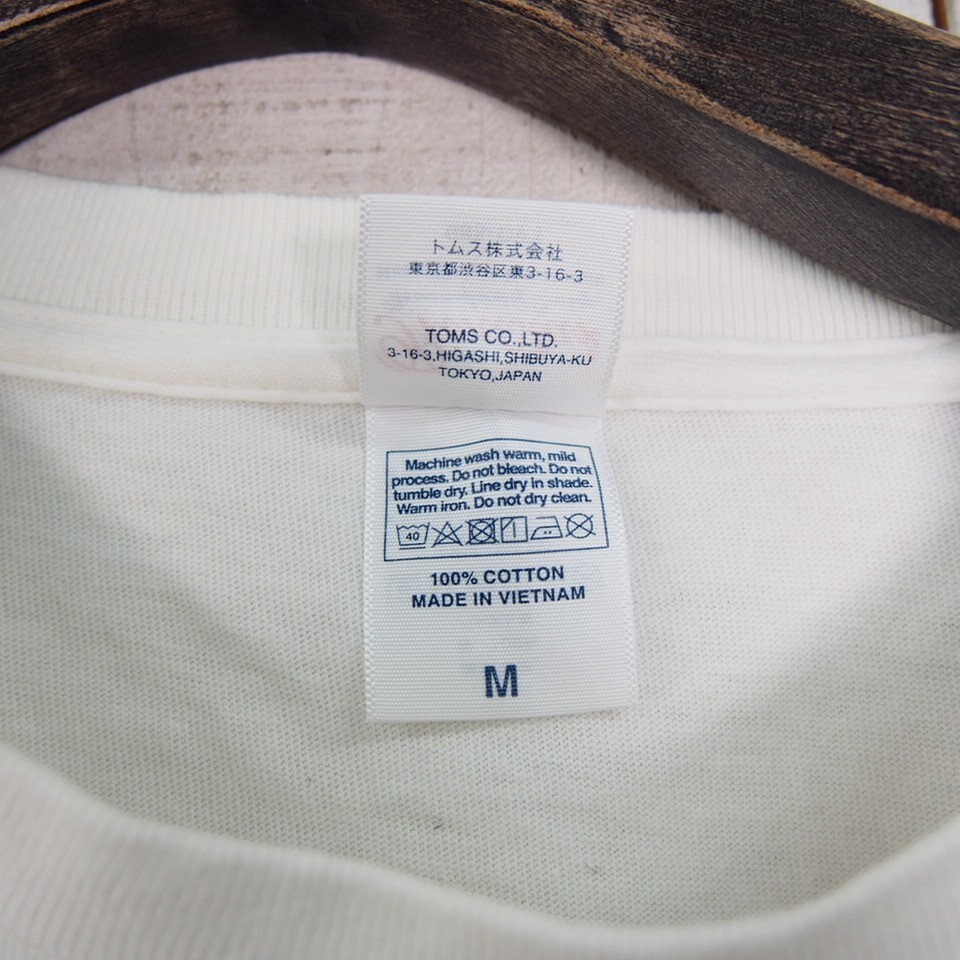 トムス株式会社
東京都渋谷区東3-16-3
TOMS CO.,LTD.
3-16-3,HIGASHI,SHIBUYA-KU
TOKYO,JAPAN
Machine wash warm, mild
process. Do not bleach. Do not
tumble dry. Line dry in shade.
Warm iron. Do not dry clean.
40
100% COTTON
MADE IN VIETNAM
M